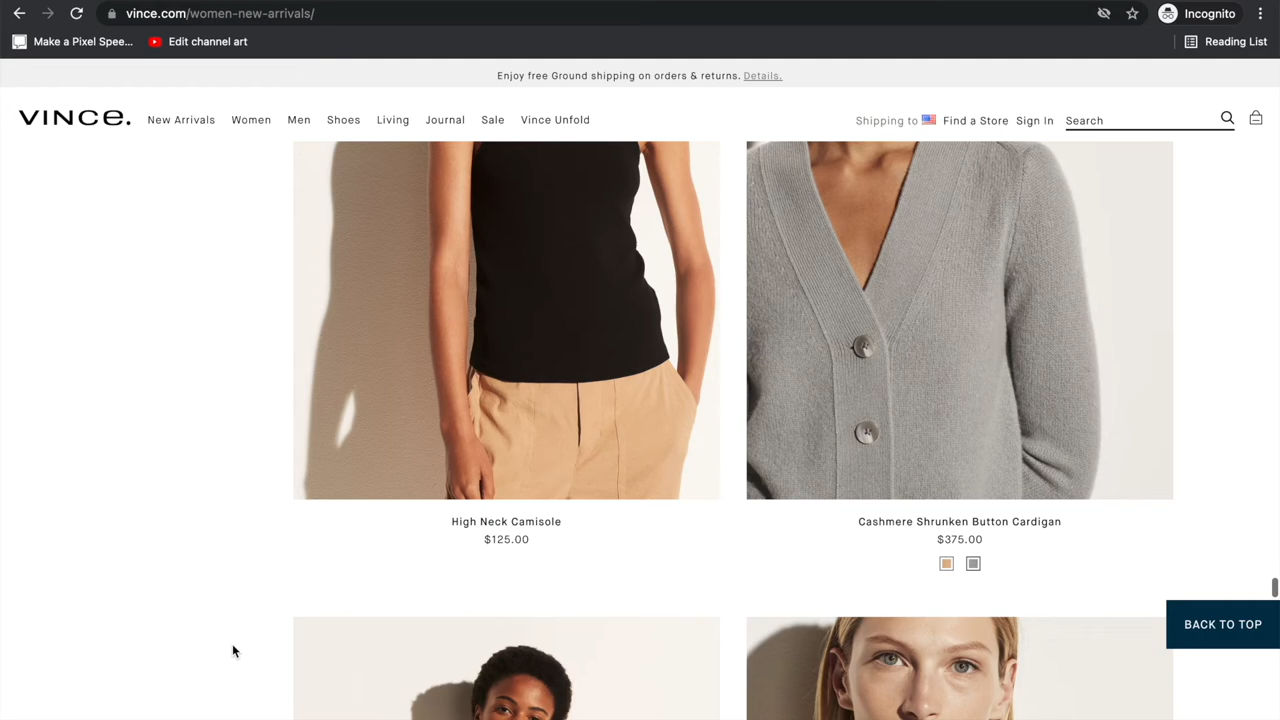 vince.com/women-new-arrivals/
Incognito
Make a Pixel Spee...
Edit channel art
Reading List
Enjoy free Ground shipping on orders & returns. Details.
VINCE.
New Arrivals
Women
Men
Shoes
Living
Journal
Sale
Vince Unfold
Shipping to
Find a Store
Sign In
Search
High Neck Camisole
$125.00
Cashmere Shrunken Button Cardigan
$375.00
BACK TO TOP